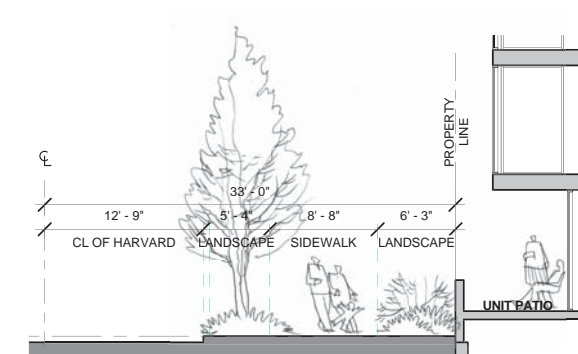 PROPERTY
LINE
℄
33' - 0"
12' - 9"
5' - 4"
8' - 8"
6' - 3"
CL OF HARVARD
LANDSCAPE
SIDEWALK
LANDSCAPE
UNIT PATIO